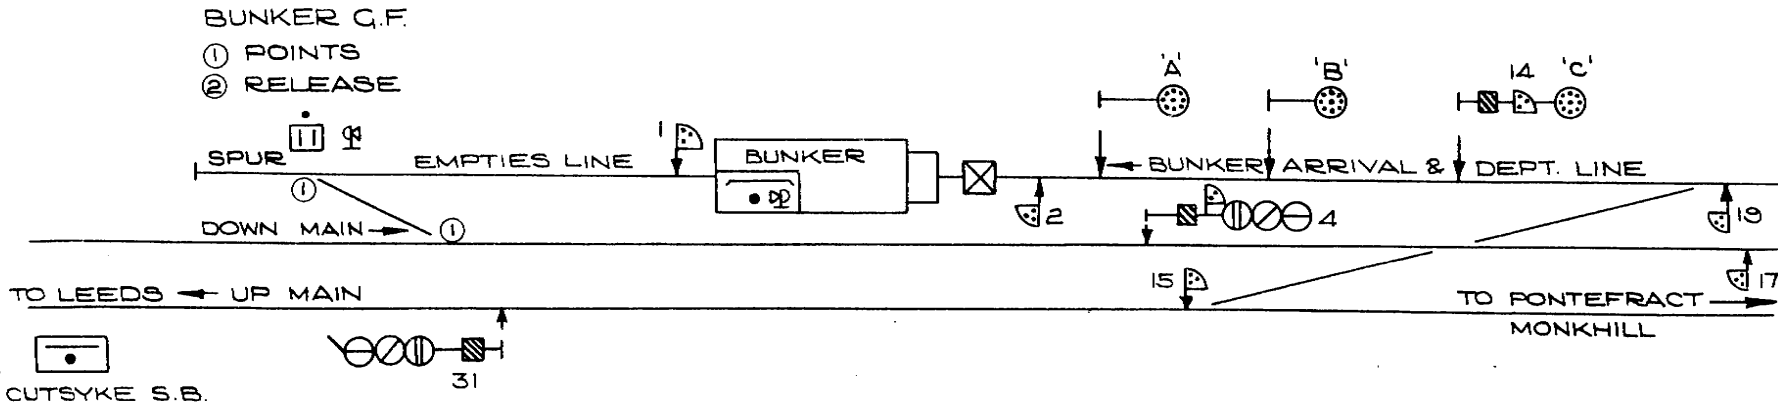 BUNKER G.F.
① POINTS
② RELEASE
'A' 'B' 14 'C'
1
SPUR EMPTIES LINE BUNKER BUNKER ARRIVAL & DEPT. LINE
①
2 4 19
DOWN MAIN ①
15 17
TO LEEDS UP MAIN TO PONTEFRACT
MONKHILL
31
CUTSYKE S.B.